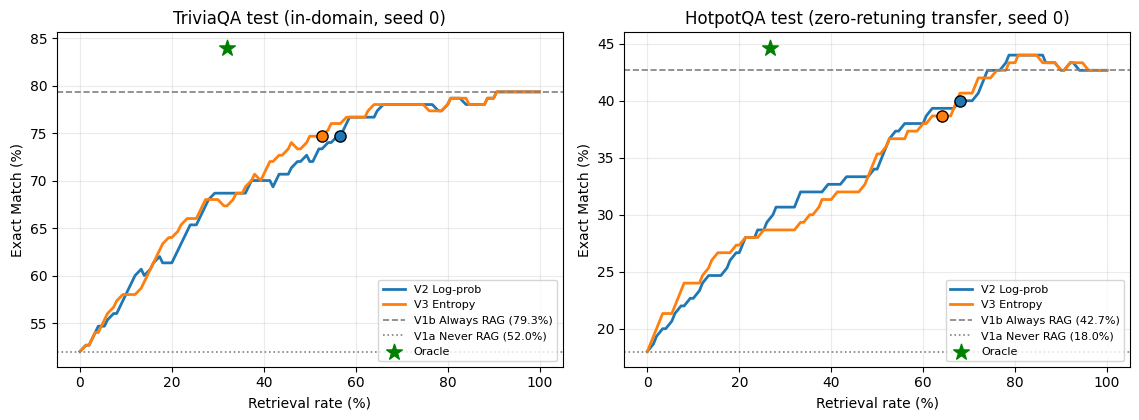 TriviaQA test (in-domain, seed 0)
85
80
75
70
65
60
55
Exact Match (%)
0
20
40
60
80
100
Retrieval rate (%)
V2 Log-prob
V3 Entropy
V1b Always RAG (79.3%)
V1a Never RAG (52.0%)
Oracle
HotpotQA test (zero-retuning transfer, seed 0)
45
40
35
30
25
20
Exact Match (%)
0
20
40
60
80
100
Retrieval rate (%)
V2 Log-prob
V3 Entropy
V1b Always RAG (42.7%)
V1a Never RAG (18.0%)
Oracle